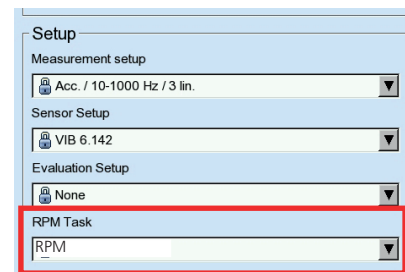 Setup
Measurement setup
Acc. / 10-1000 Hz / 3 lin.
Sensor Setup
VIB 6.142
Evaluation Setup
None
RPM Task
RPM